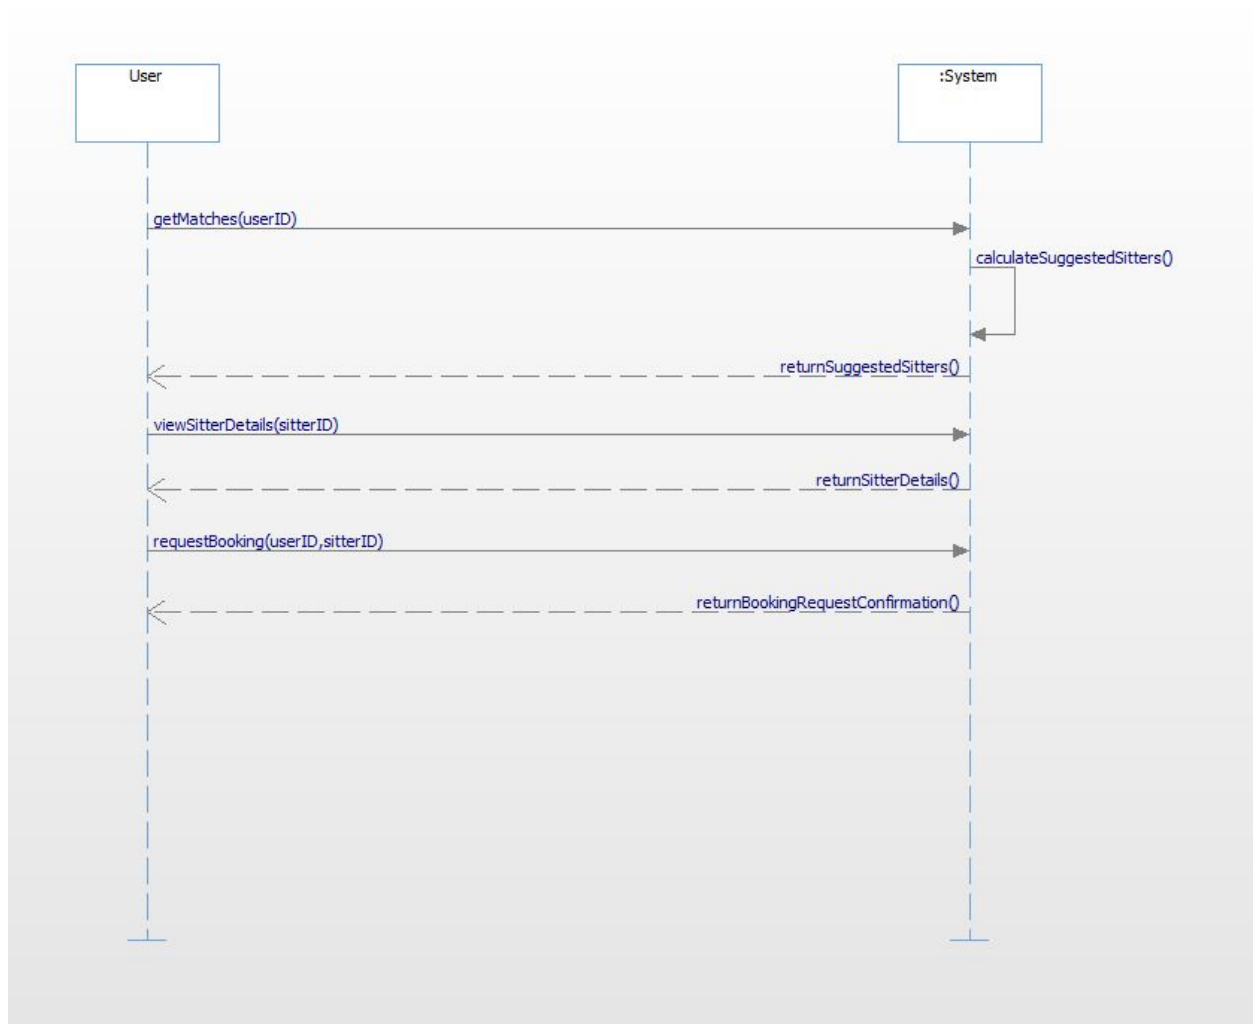 User
:System
getMatches(userID)
calculateSuggestedSitters()
returnSuggestedSitters()
viewSitterDetails(sitterID)
returnSitterDetails()
requestBooking(userID,sitterID)
returnBookingRequestConfirmation()